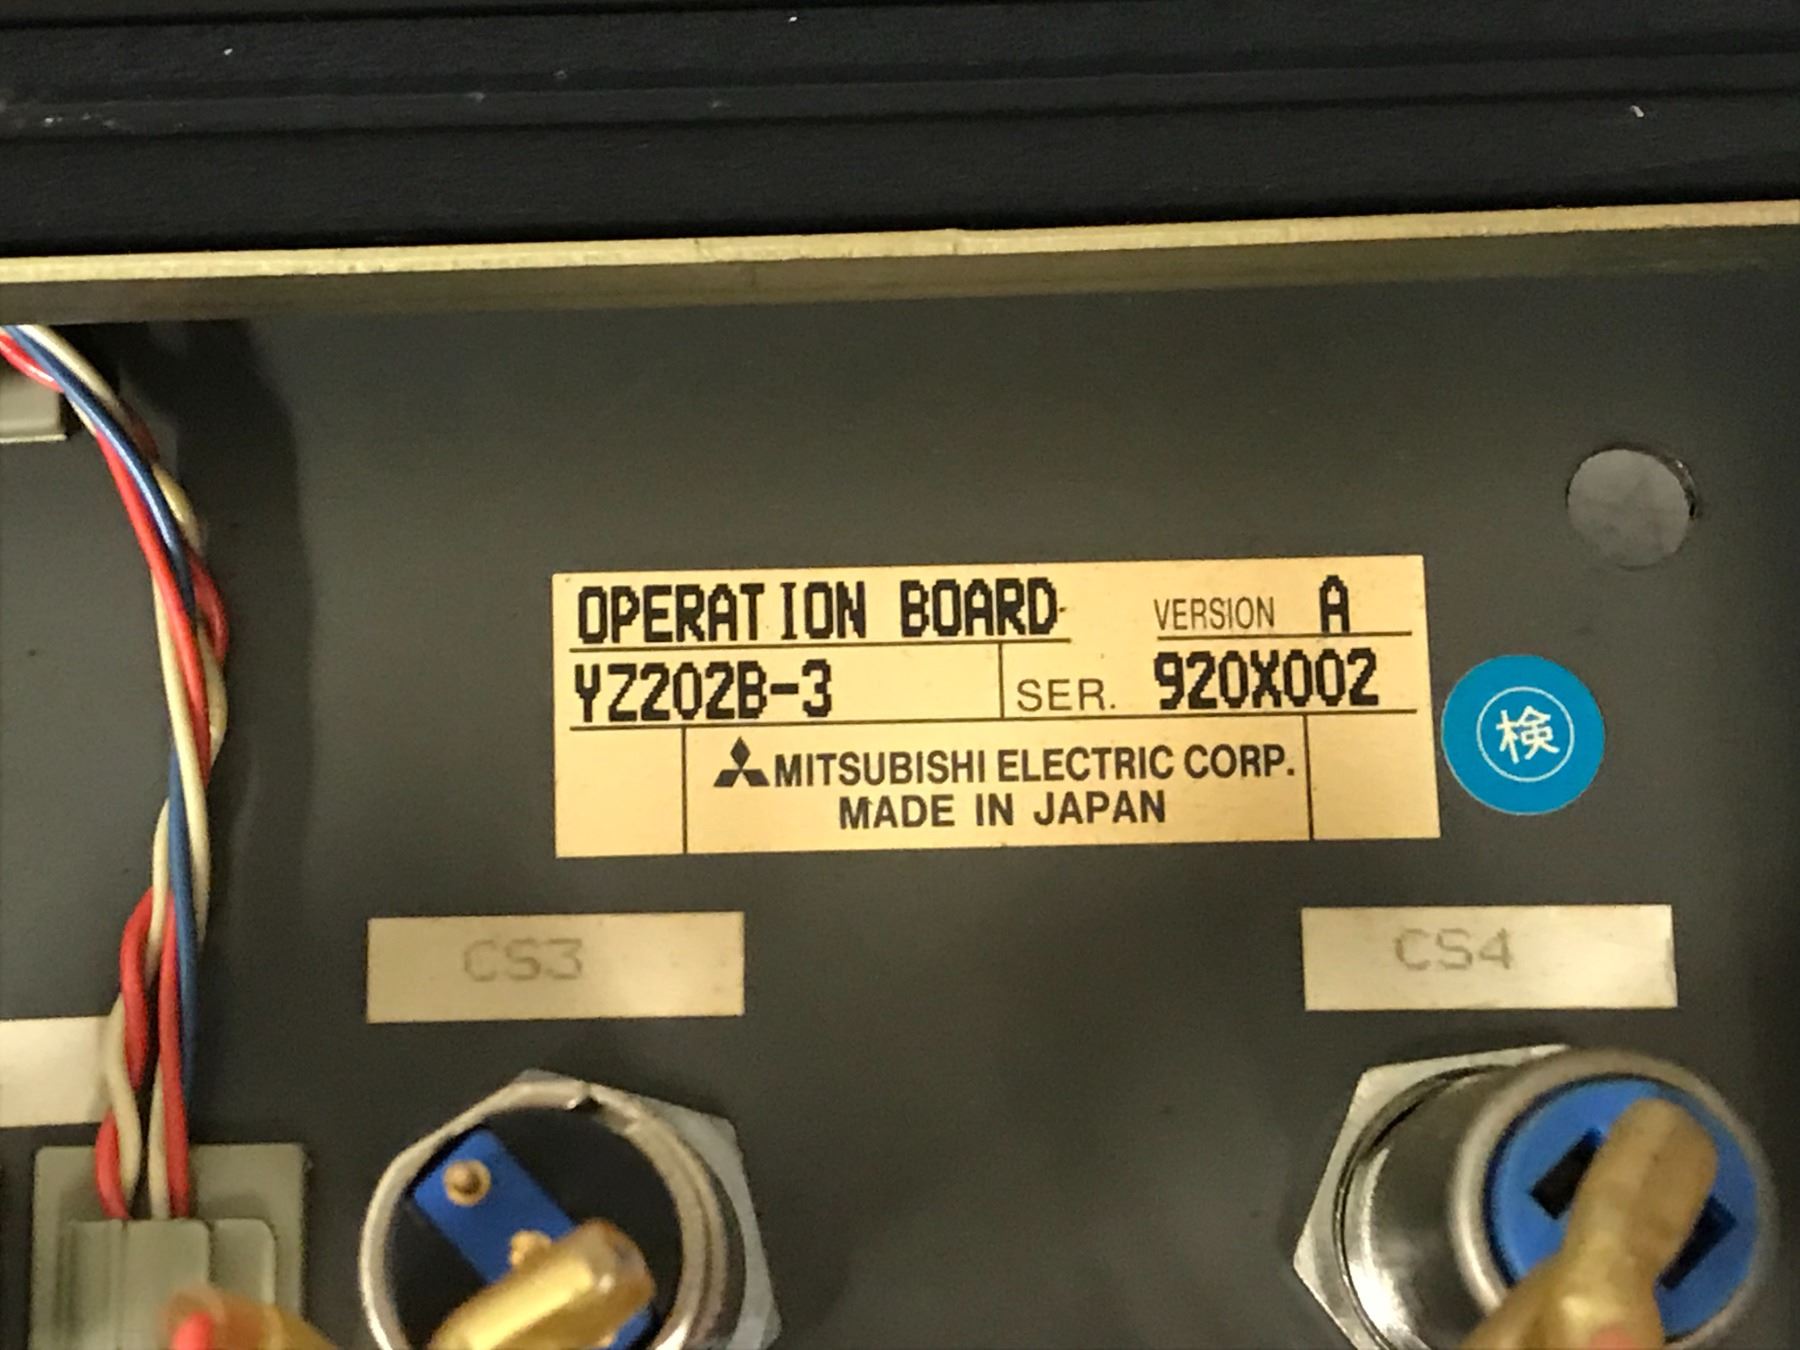 OPERATION BOARD VERSION A
YZ202B-3 SER. 920X002
MITSUBISHI ELECTRIC CORP.
MADE IN JAPAN
検
CS3
CS4